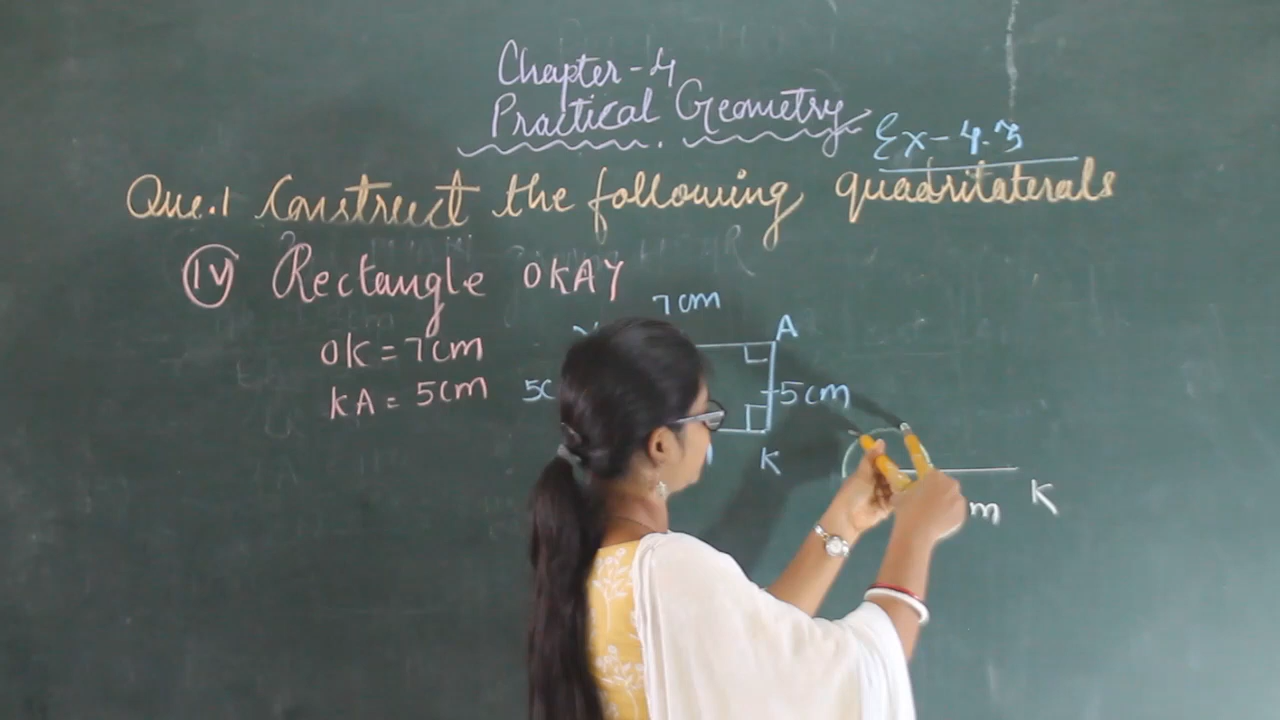 Chapter-4
Practical Geometry
Ex-4.3
Que.1 Construct the following quadrilaterals
(iv) Rectangle OKAY
OK = 7cm
KA = 5cm
7cm
A
5c
5cm
K
m
K